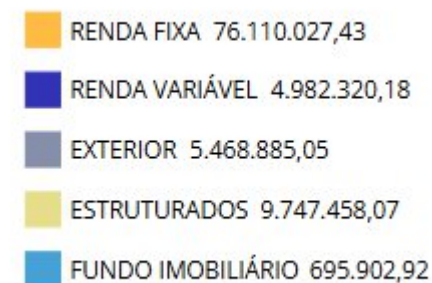 RENDA FIXA 76.110.027,43
RENDA VARIÁVEL 4.982.320,18
EXTERIOR 5.468.885,05
ESTRUTURADOS 9.747.458,07
FUNDO IMOBILIÁRIO 695.902,92